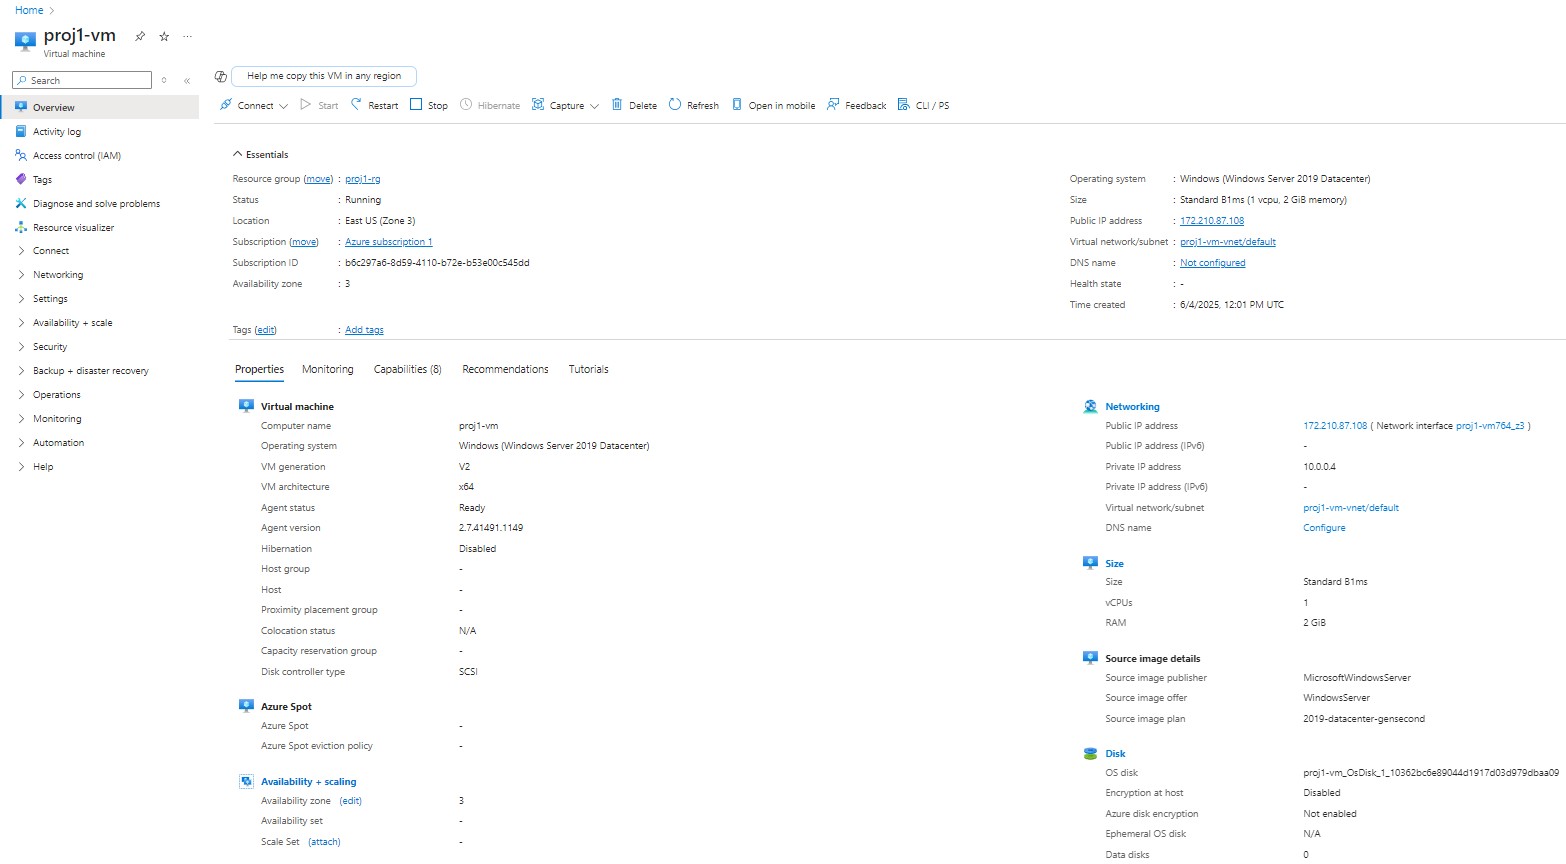 Home
proj1-vm
Virtual machine
Search
Overview
Activity log
Access control (IAM)
Tags
Diagnose and solve problems
Resource visualizer
Connect
Networking
Settings
Availability + scale
Security
Backup + disaster recovery
Operations
Monitoring
Automation
Help
Help me copy this VM in any region
Connect Start Restart Stop Hibernate Capture Delete Refresh Open in mobile Feedback CLI / PS
Essentials
Resource group (move) : proj1-rg
Status : Running
Location : East US (Zone 3)
Subscription (move) : Azure subscription 1
Subscription ID : b6c297a6-8d59-4110-b72e-b53e00c545dd
Availability zone : 3
Operating system : Windows (Windows Server 2019 Datacenter)
Size : Standard B1ms (1 vcpu, 2 GiB memory)
Public IP address : 172.210.87.108
Virtual network/subnet : proj1-vm-vnet/default
DNS name : Not configured
Health state : -
Time created : 6/4/2025, 12:01 PM UTC
Tags (edit) : Add tags
Properties Monitoring Capabilities (8) Recommendations Tutorials
Virtual machine
Computer name proj1-vm
Operating system Windows (Windows Server 2019 Datacenter)
VM generation V2
VM architecture x64
Agent status Ready
Agent version 2.7.41491.1149
Hibernation Disabled
Host group -
Host -
Proximity placement group -
Colocation status N/A
Capacity reservation group -
Disk controller type SCSI
Azure Spot
Azure Spot -
Azure Spot eviction policy -
Availability + scaling
Availability zone (edit) 3
Availability set -
Scale Set (attach) -
Networking
Public IP address 172.210.87.108 ( Network interface proj1-vm764_z3 )
Public IP address (IPv6) -
Private IP address 10.0.0.4
Private IP address (IPv6) -
Virtual network/subnet proj1-vm-vnet/default
DNS name Configure
Size
Size Standard B1ms
vCPUs 1
RAM 2 GiB
Source image details
Source image publisher MicrosoftWindowsServer
Source image offer WindowsServer
Source image plan 2019-datacenter-gensecond
Disk
OS disk proj1-vm_OsDisk_1_10362bc6e89044d1917d03d979dbaa09
Encryption at host Disabled
Azure disk encryption Not enabled
Ephemeral OS disk N/A
Data disks 0